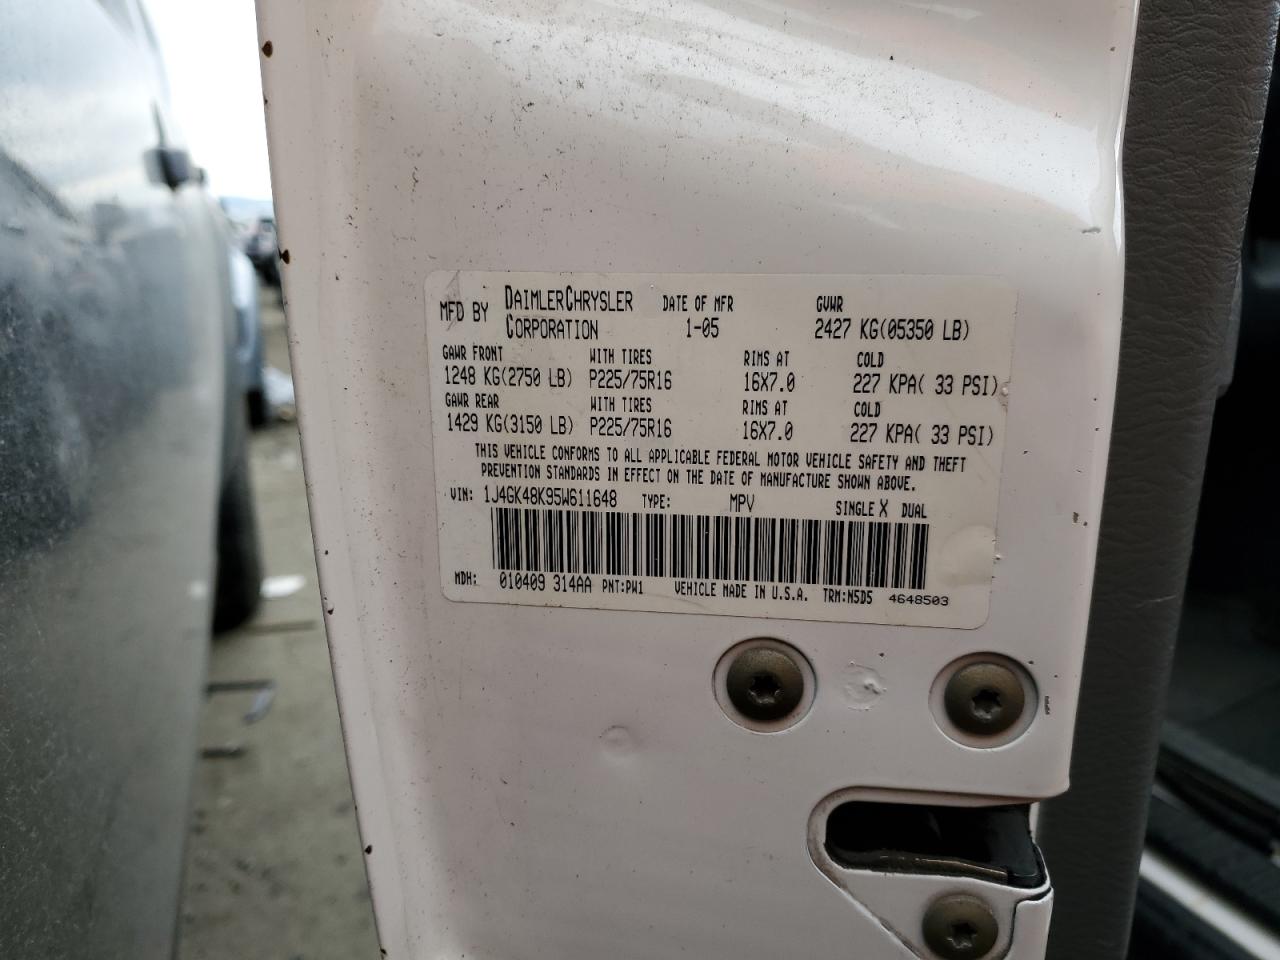 MFD BY DAIMLERCHRYSLER CORPORATION DATE OF MFR 1-05 GVWR 2427 KG(05350 LB)
GAWR FRONT WITH TIRES RIMS AT COLD
1248 KG(2750 LB) P225/75R16 16X7.0 227 KPA( 33 PSI)
GAWR REAR WITH TIRES RIMS AT COLD
1429 KG(3150 LB) P225/75R16 16X7.0 227 KPA( 33 PSI)
THIS VEHICLE CONFORMS TO ALL APPLICABLE FEDERAL MOTOR VEHICLE SAFETY AND THEFT
PREVENTION STANDARDS IN EFFECT ON THE DATE OF MANUFACTURE SHOWN ABOVE.
VIN: 1J4GK48K95W611648 TYPE: MPV SINGLE X DUAL
MDH: 010409 314AA PNT:PW1 VEHICLE MADE IN U.S.A. TRM:N5D5 4648503